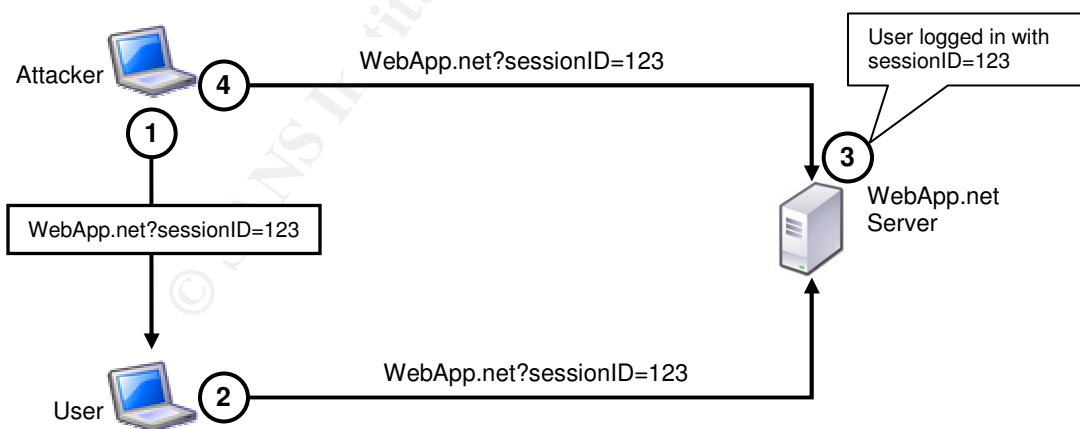 User logged in with
sessionID=123
WebApp.net?sessionID=123
Attacker
4
1
3
WebApp.net
Server
WebApp.net?sessionID=123
WebApp.net?sessionID=123
User
2